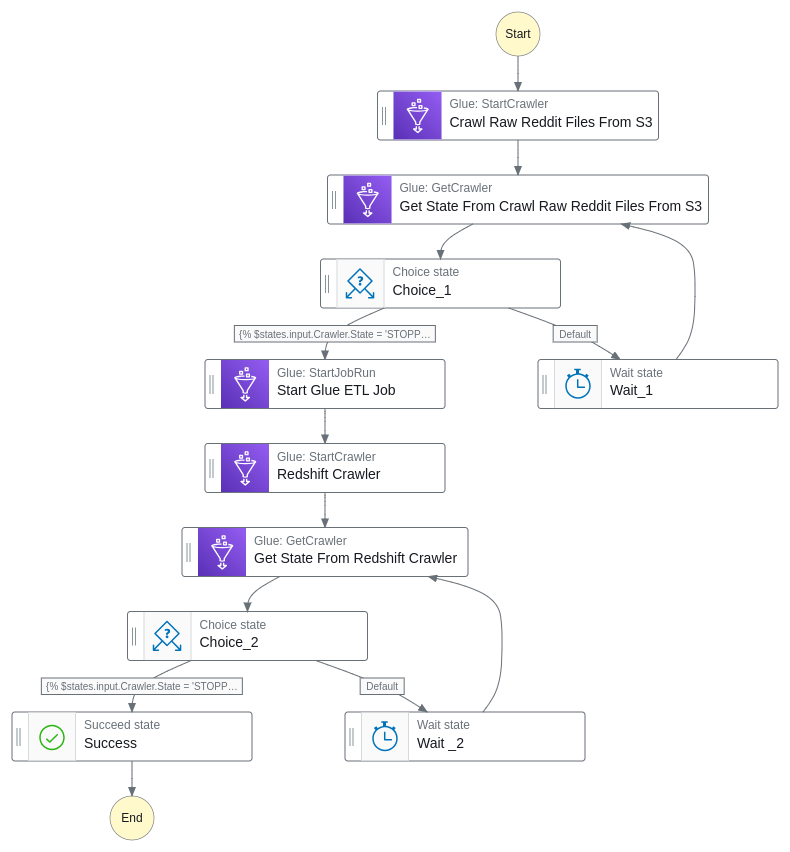 Start
Glue: StartCrawler
Crawl Raw Reddit Files From S3
Glue: GetCrawler
Get State From Crawl Raw Reddit Files From S3
Choice state
Choice_1
{% $states.input.Crawler.State = 'STOPP...
Default
Glue: StartJobRun
Start Glue ETL Job
Wait state
Wait_1
Glue: StartCrawler
Redshift Crawler
Glue: GetCrawler
Get State From Redshift Crawler
Choice state
Choice_2
{% $states.input.Crawler.State = 'STOPP...
Default
Succeed state
Success
Wait state
Wait _2
End